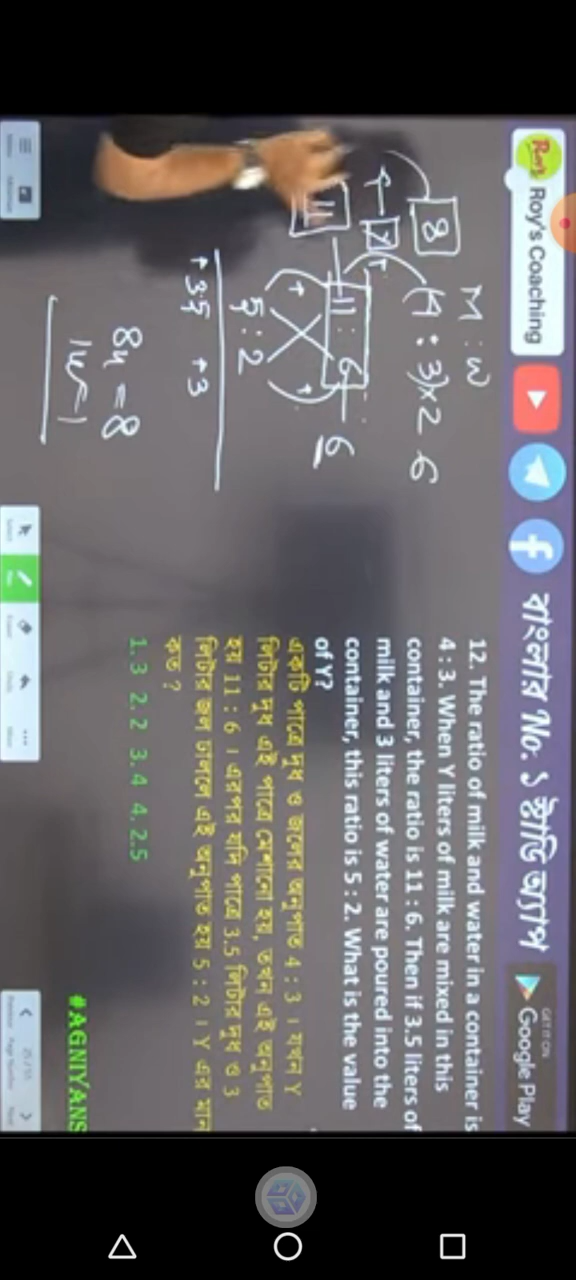 Roy's Coaching
বাংলার No. ১ স্টাডি অ্যাপ
GET IT ON
Google Play
12. The ratio of milk and water in a container is
4 : 3. When Y liters of milk are mixed in this
container, the ratio is 11 : 6. Then if 3.5 liters of
milk and 3 liters of water are poured into the
container, this ratio is 5 : 2. What is the value
of Y?
একটি পাত্রে দুধ ও জলের অনুপাত 4 : 3 । যখন Y
লিটার দুধ এই পাত্রে মেশানো হয়, তখন এই অনুপাত
হয় 11 : 6 । এরপর যদি পাত্রে 3.5 লিটার দুধ ও 3
লিটার জল ঢাললে এই অনুপাত হয় 5 : 2 । Y এর মান
কত ?
1. 3 2. 2 3. 4 4. 2.5
#AGNIYANS
M : W
8
(4 : 3)×2 6
11
11 : 6
6
5 : 2
+3.5 +3
8u = 8
1u - 1